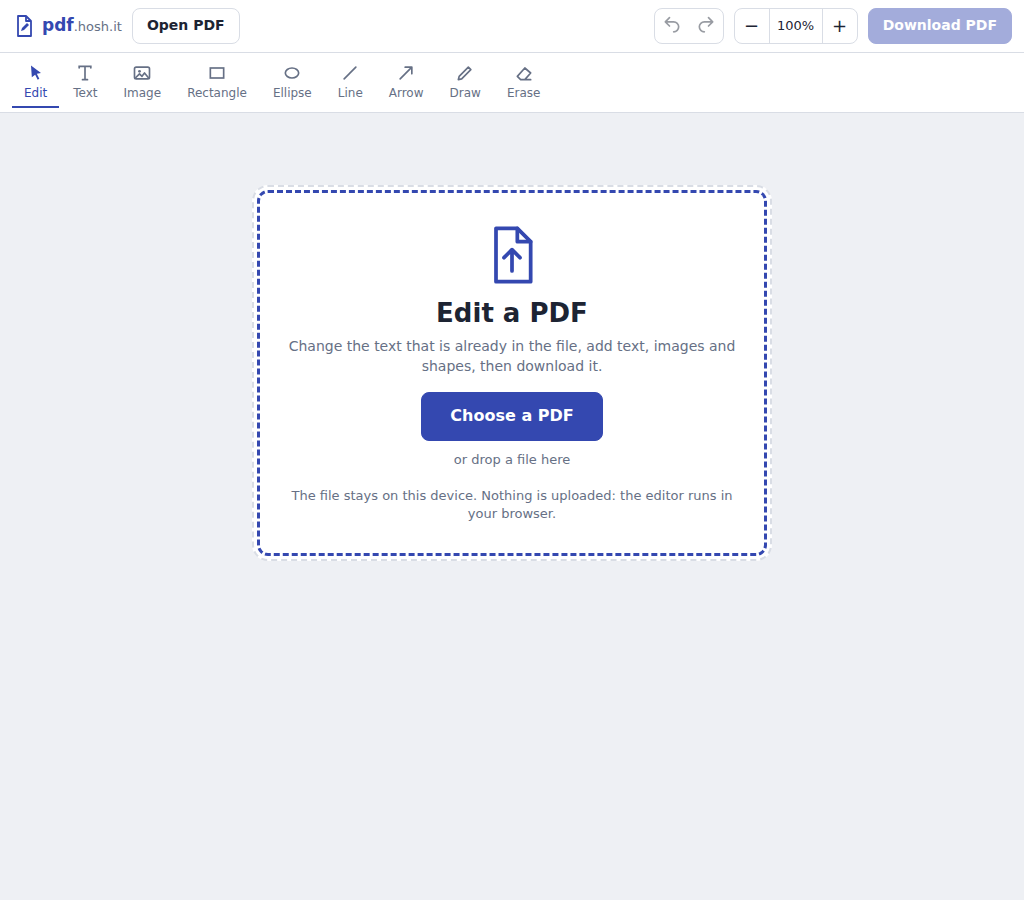 pdf.hosh.it
Open PDF
100%
Download PDF
Edit
Text
Image
Rectangle
Ellipse
Line
Arrow
Draw
Erase
Edit a PDF
Change the text that is already in the file, add text, images and
shapes, then download it.
Choose a PDF
or drop a file here
The file stays on this device. Nothing is uploaded: the editor runs in
your browser.